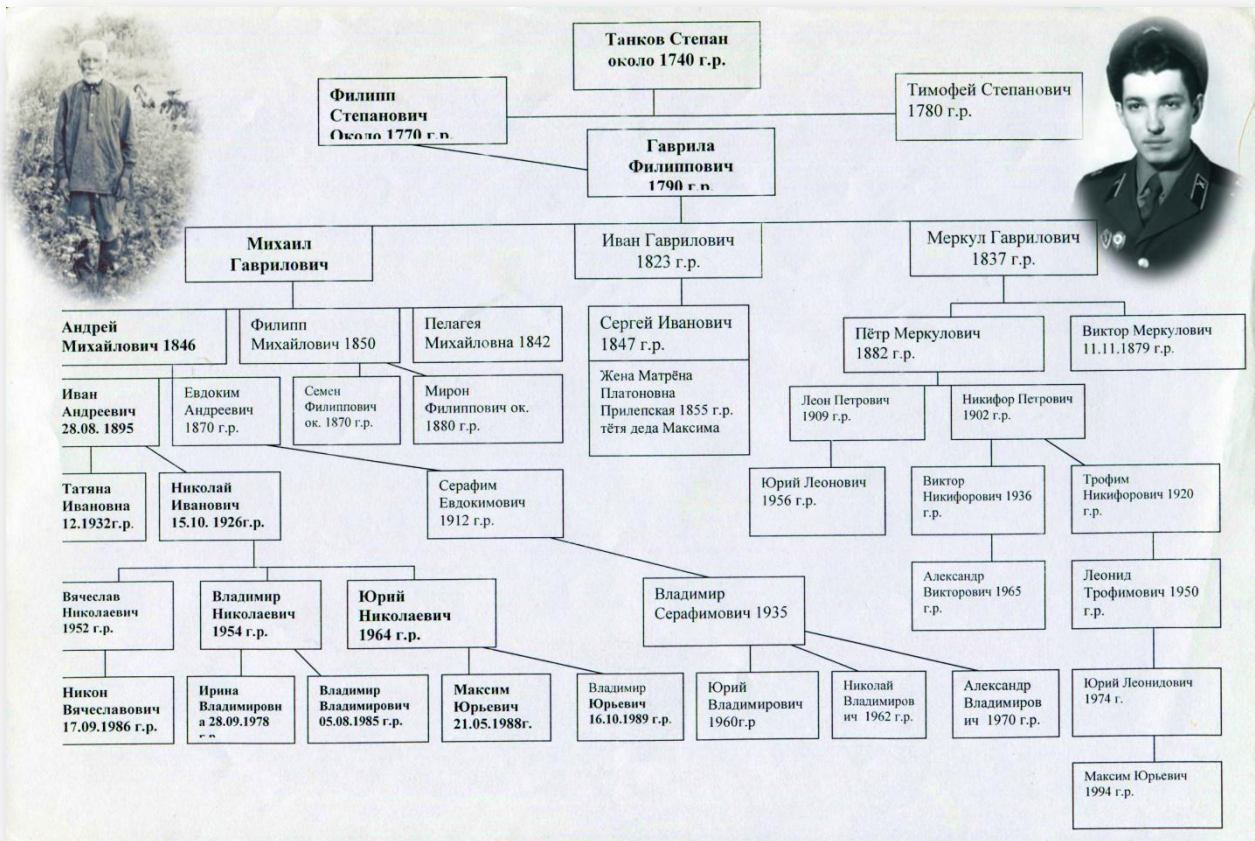 Танков Степан
около 1740 г.р.
Филипп
Степанович
Около 1770 г.р.
Тимофей Степанович
1780 г.р.
Гаврила
Филиппович
1790 г.р.
Михаил
Гаврилович
Иван Гаврилович
1823 г.р.
Меркул Гаврилович
1837 г.р.
Андрей
Михайлович 1846
Филипп
Михайлович 1850
Пелагея
Михайловна 1842
Сергей Иванович
1847 г.р.
Жена Матрёна
Платоновна
Прилепская 1855 г.р.
тётя деда Максима
Пётр Меркулович
1882 г.р.
Виктор Меркулович
11.11.1879 г.р.
Иван
Андреевич
28.08. 1895
Евдоким
Андреевич
1870 г.р.
Семен
Филиппович
ок. 1870 г.р.
Мирон
Филиппович ок.
1880 г.р.
Леон Петрович
1909 г.р.
Никифор Петрович
1902 г.р.
Татяна
Ивановна
12.1932г.р.
Николай
Иванович
15.10. 1926г.р.
Серафим
Евдокимович
1912 г.р.
Юрий Леонович
1956 г.р.
Виктор
Никифорович 1936
г.р.
Трофим
Никифорович 1920
г.р.
Вячеслав
Николаевич
1952 г.р.
Владимир
Николаевич
1954 г.р.
Юрий
Николаевич
1964 г.р.
Владимир
Серафимович 1935
Александр
Викторович 1965
г.р.
Леонид
Трофимович 1950
г.р.
Никон
Вячеславович
17.09.1986 г.р.
Ирина
Владимировн
а 28.09.1978
г.р.
Владимир
Владимирович
05.08.1985 г.р.
Максим
Юрьевич
21.05.1988г.
Владимир
Юрьевич
16.10.1989 г.р.
Юрий
Владимирович
1960г.р
Николай
Владимиров
ич 1962 г.р.
Александр
Владимиров
ич 1970 г.р.
Юрий Леонидович
1974 г.
Максим Юрьевич
1994 г.р.